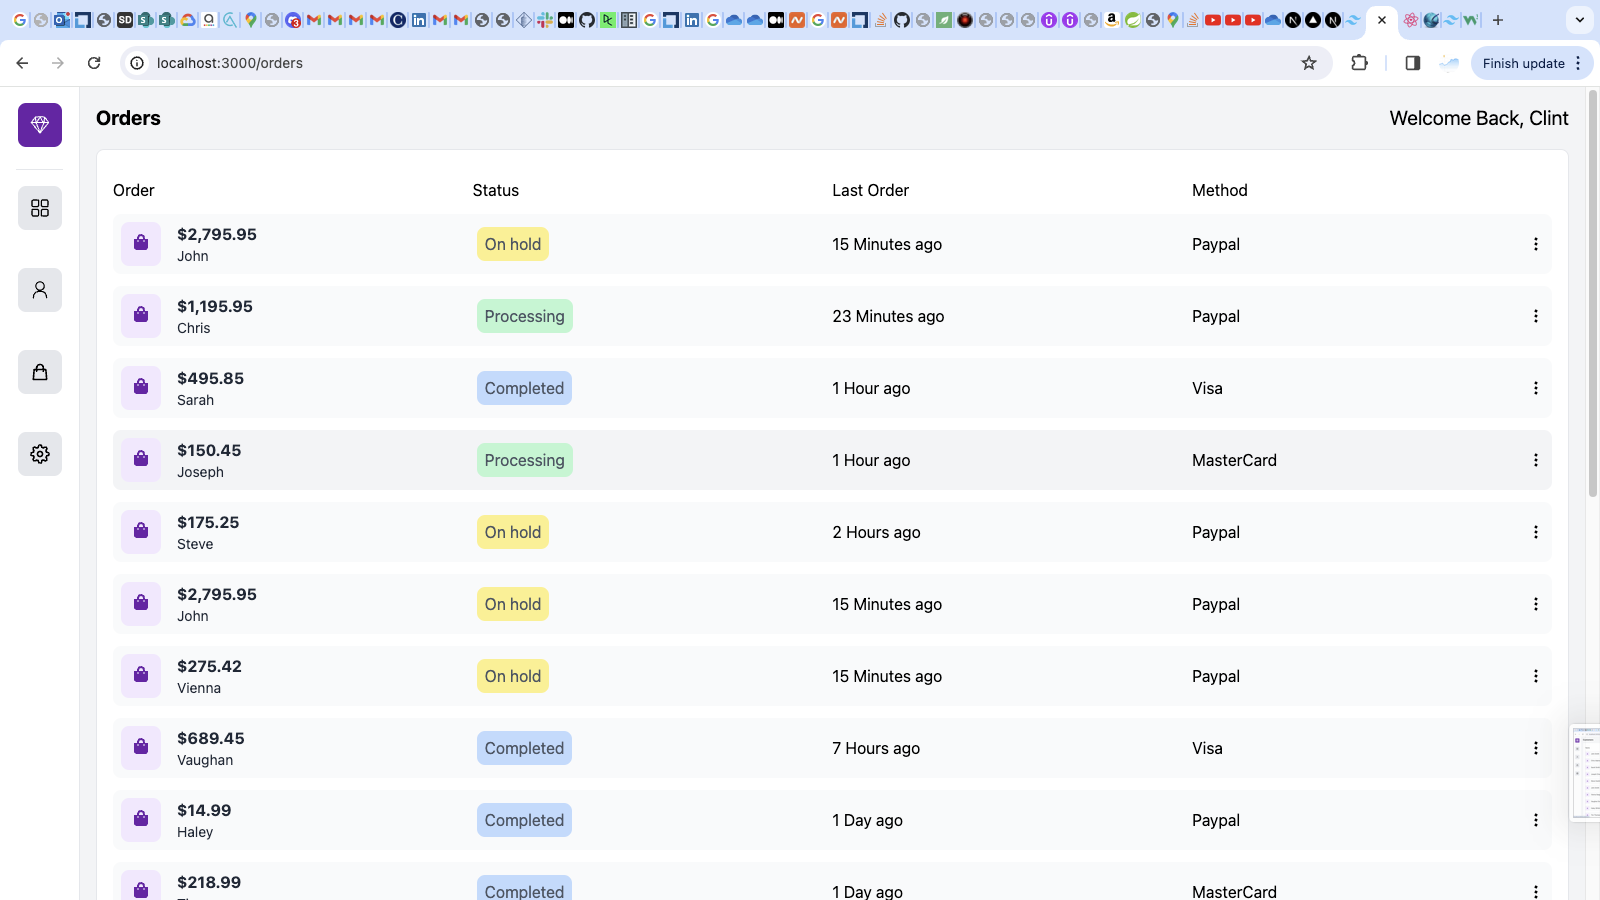 localhost:3000/orders
Finish update
Orders
Welcome Back, Clint
Order Status Last Order Method
$2,795.95
John
On hold 15 Minutes ago Paypal
$1,195.95
Chris
Processing 23 Minutes ago Paypal
$495.85
Sarah
Completed 1 Hour ago Visa
$150.45
Joseph
Processing 1 Hour ago MasterCard
$175.25
Steve
On hold 2 Hours ago Paypal
$2,795.95
John
On hold 15 Minutes ago Paypal
$275.42
Vienna
On hold 15 Minutes ago Paypal
$689.45
Vaughan
Completed 7 Hours ago Visa
$14.99
Haley
Completed 1 Day ago Paypal
$218.99
Completed 1 Day ago MasterCard